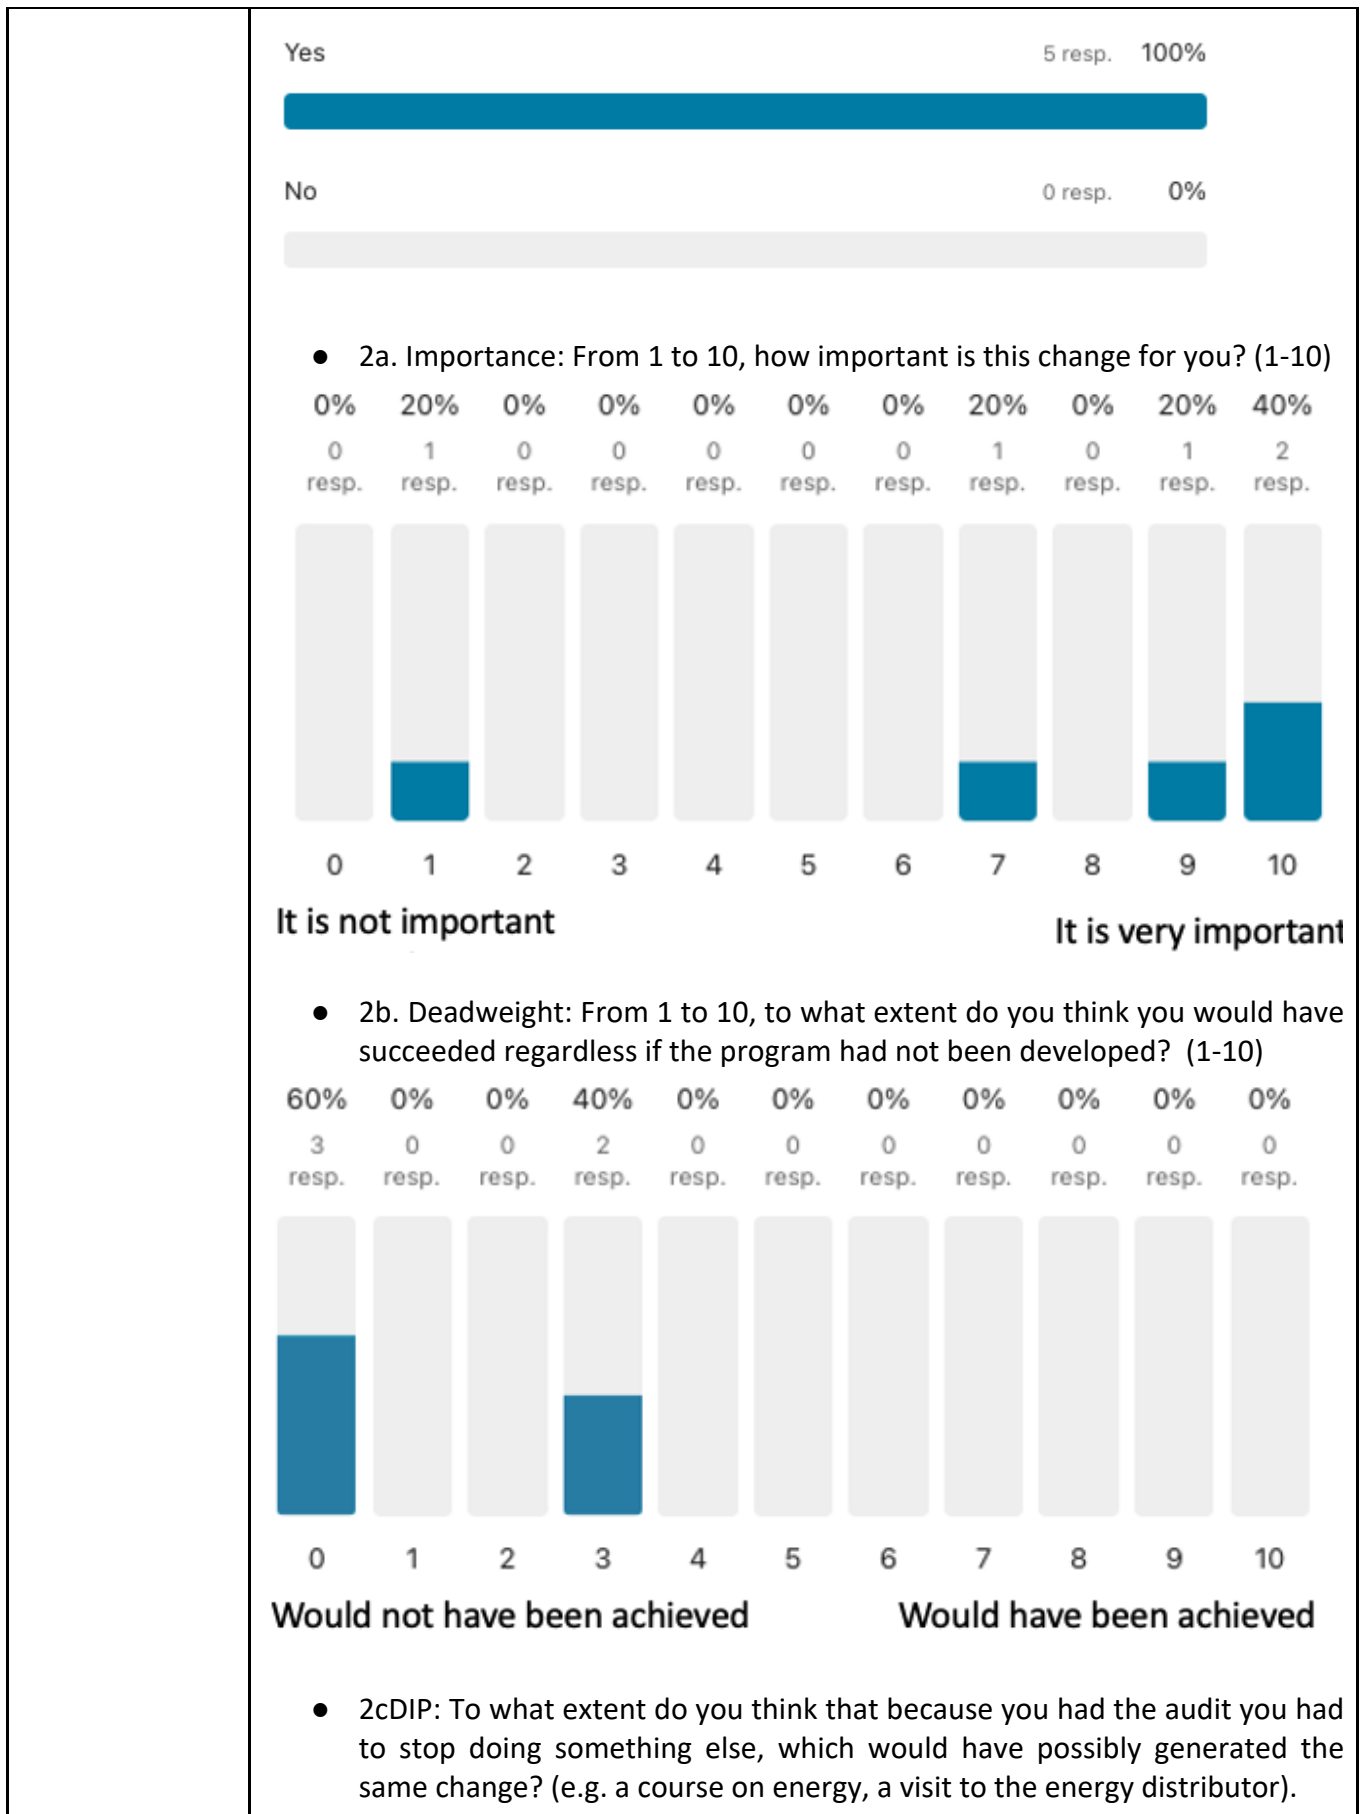 Yes 5 resp. 100%
No 0 resp. 0%
● 2a. Importance: From 1 to 10, how important is this change for you? (1-10)
0% 20% 0% 0% 0% 0% 0% 20% 0% 20% 40%
0 1 0 0 0 0 0 1 0 1 2
resp. resp. resp. resp. resp. resp. resp. resp. resp. resp. resp.
0 1 2 3 4 5 6 7 8 9 10
It is not important It is very important
● 2b. Deadweight: From 1 to 10, to what extent do you think you would have
succeeded regardless if the program had not been developed? (1-10)
60% 0% 0% 40% 0% 0% 0% 0% 0% 0% 0%
3 0 0 2 0 0 0 0 0 0 0
resp. resp. resp. resp. resp. resp. resp. resp. resp. resp. resp.
0 1 2 3 4 5 6 7 8 9 10
Would not have been achieved Would have been achieved
● 2cDIP: To what extent do you think that because you had the audit you had
to stop doing something else, which would have possibly generated the
same change? (e.g. a course on energy, a visit to the energy distributor).